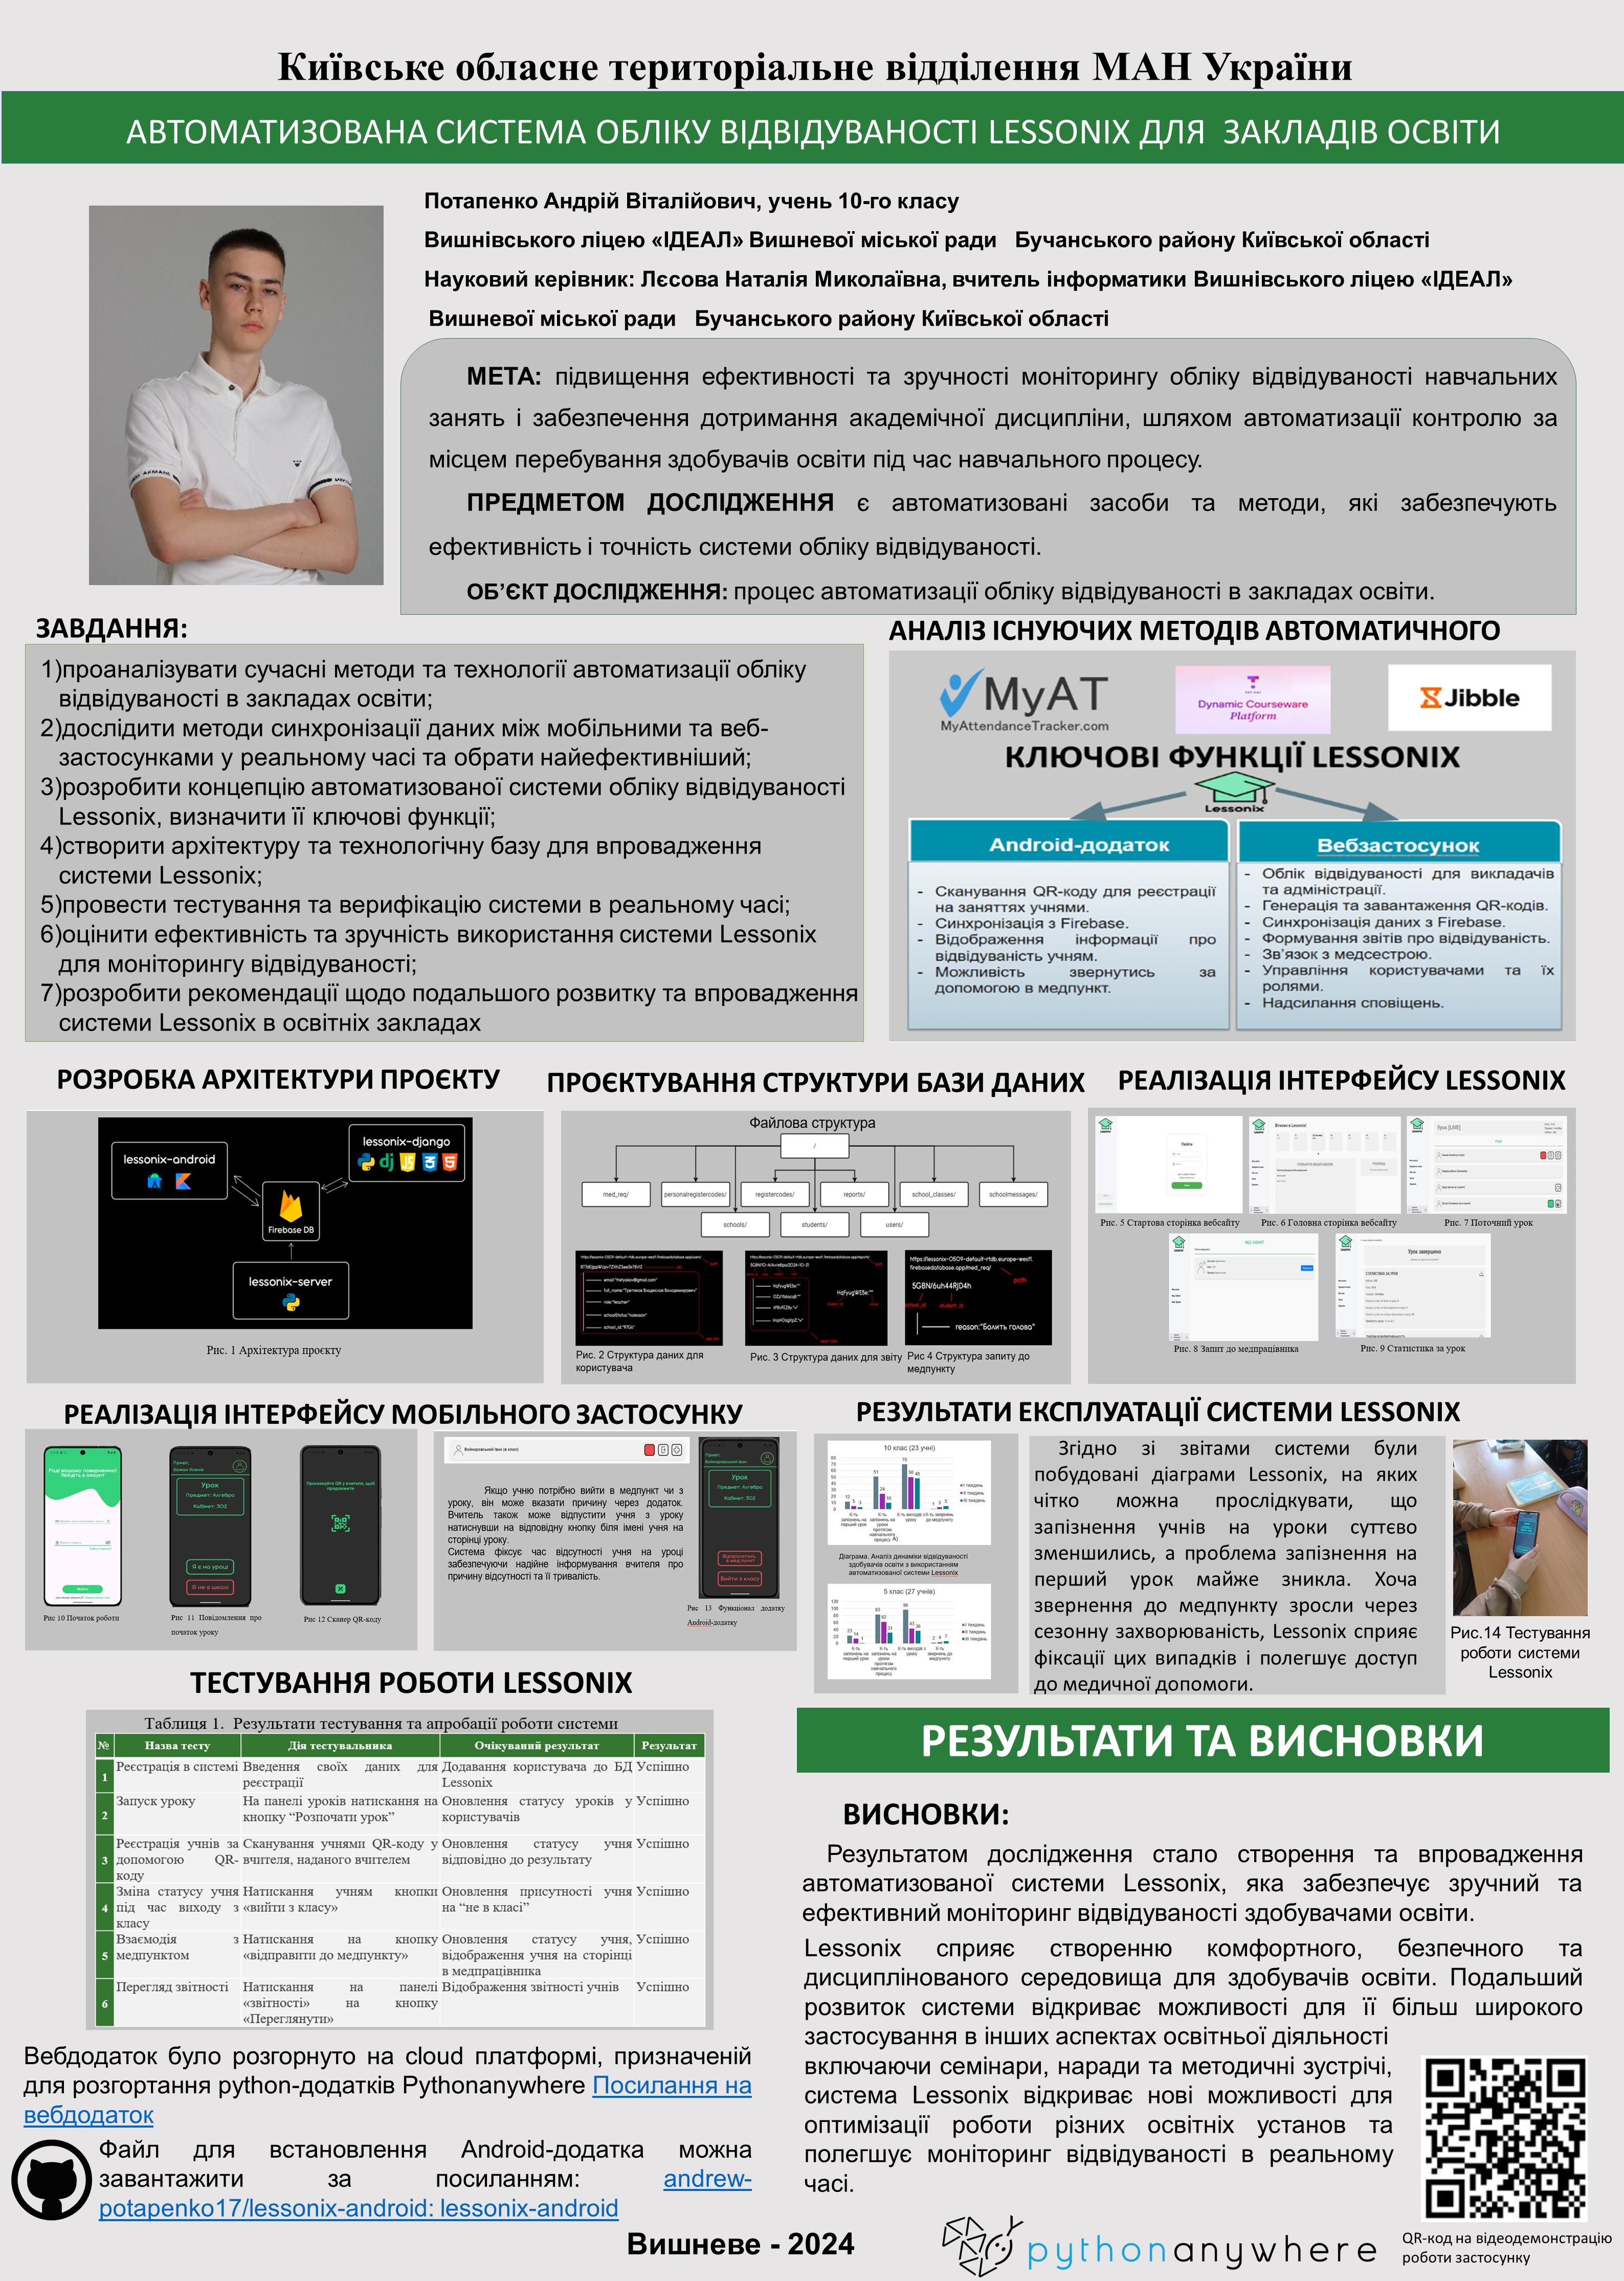 Київське обласне територіальне відділення МАН України
АВТОМАТИЗОВАНА СИСТЕМА ОБЛІКУ ВІДВІДУВАНОСТІ LESSONIX ДЛЯ ЗАКЛАДІВ ОСВІТИ
Потапенко Андрій Віталійович, учень 10-го класу
Вишнівського ліцею «ІДЕАЛ» Вишневої міської ради Бучанського району Київської області
Науковий керівник: Лєсова Наталія Миколаївна, вчитель інформатики Вишнівського ліцею «ІДЕАЛ»
Вишневої міської ради Бучанського району Київської області
МЕТА: підвищення ефективності та зручності моніторингу обліку відвідуваності навчальних
занять і забезпечення дотримання академічної дисципліни, шляхом автоматизації контролю за
місцем перебування здобувачів освіти під час навчального процесу.
ПРЕДМЕТОМ ДОСЛІДЖЕННЯ є автоматизовані засоби та методи, які забезпечують
ефективність і точність системи обліку відвідуваності.
ОБ'ЄКТ ДОСЛІДЖЕННЯ: процес автоматизації обліку відвідуваності в закладах освіти.
ЗАВДАННЯ:
1)проаналізувати сучасні методи та технології автоматизації обліку
відвідуваності в закладах освіти;
2)дослідити методи синхронізації даних між мобільними та веб-
застосунками у реальному часі та обрати найефективніший;
3)розробити концепцію автоматизованої системи обліку відвідуваності
Lessonix, визначити її ключові функції;
4)створити архітектуру та технологічну базу для впровадження
системи Lessonix;
5)провести тестування та верифікацію системи в реальному часі;
6)оцінити ефективність та зручність використання системи Lessonix
для моніторингу відвідуваності;
7)розробити рекомендації щодо подальшого розвитку та впровадження
системи Lessonix в освітніх закладах
АНАЛІЗ ІСНУЮЧИХ МЕТОДІВ АВТОМАТИЧНОГО
MyAT
MyAttendanceTracker.com
Dynamic Courseware
Platform
Jibble
КЛЮЧОВІ ФУНКЦІЇ LESSONIX
Lessonix
Android-додаток
- Сканування QR-коду для реєстрації
на заняттях учнями.
- Синхронізація з Firebase.
- Відображення інформації про
відвідуваність учням.
- Можливість звернутись за
допомогою в медпункт.
Вебзастосунок
- Облік відвідуваності для викладачів
та адміністрації.
- Генерація та завантаження QR-кодів.
- Синхронізація даних з Firebase.
- Формування звітів про відвідуваність.
- Зв'язок з медсестрою.
- Управління користувачами та їх
ролями.
- Надсилання сповіщень.
РОЗРОБКА АРХІТЕКТУРИ ПРОЄКТУ
lessonix-android
lessonix-django
Firebase DB
lessonix-server
Рис. 1 Архітектура проєкту
ПРОЄКТУВАННЯ СТРУКТУРИ БАЗИ ДАНИХ
Файлова структура
/
med_req/
personalregistercodes/
registercodes/
reports/
school_classes/
schoolmessages/
schools/
students/
users/
5GBN/6uh44RJD4h
path
reason:"Болить голова"
Рис. 2 Структура даних для
користувача
Рис. 3 Структура даних для звіту
Рис 4 Структура запиту до
медпункту
РЕАЛІЗАЦІЯ ІНТЕРФЕЙСУ LESSONIX
Рис. 5 Стартова сторінка вебсайту
Рис. 6 Головна сторінка вебсайту
Рис. 7 Поточний урок
Рис. 8 Запит до медпрацівника
Рис. 9 Статистика за урок
РЕАЛІЗАЦІЯ ІНТЕРФЕЙСУ МОБІЛЬНОГО ЗАСТОСУНКУ
Урок
Предмет: Алгебра
Кабінет: 302
Я є на уроці
Я не в школі
Рис 10 Початок роботи
Рис 11 Повідомлення про
початок уроку
Рис 12 Сканер QR-коду
Якщо учню потрібно вийти в медпункт чи з
уроку, він може вказати причину через додаток.
Вчитель також може відпустити учня з уроку
натиснувши на відповідну кнопку біля імені учня на
сторінці уроку.
Система фіксує час відсутності учня на уроці
забезпечуючи надійне інформування вчителя про
причину відсутності та її тривалість.
Урок
Предмет: Алгебра
Кабінет: 302
Вийти з класу
Рис 13 Функціонал додатку
Android-додатку
РЕЗУЛЬТАТИ ЕКСПЛУАТАЦІЇ СИСТЕМИ LESSONIX
10 клас (23 учні)
Діаграма. Аналіз динаміки відвідуваності
здобувачів освіти з використанням
автоматизованої системи Lessonix
5 клас (27 учнів)
Згідно зі звітами системи були
побудовані діаграми Lessonix, на яких
чітко можна прослідкувати, що
запізнення учнів на уроки суттєво
зменшились, а проблема запізнення на
перший урок майже зникла. Хоча
звернення до медпункту зросли через
сезонну захворюваність, Lessonix сприяє
фіксації цих випадків і полегшує доступ
до медичної допомоги.
Рис.14 Тестування
роботи системи
Lessonix
ТЕСТУВАННЯ РОБОТИ LESSONIX
Таблиця 1. Результати тестування та апробації роботи системи
№ Назва тесту Дія тестувальника Очікуваний результат Результат
1 Реєстрація в системі Введення своїх даних для реєстрації Додавання користувача до БД Lessonix Успішно
2 Запуск уроку На панелі уроків натискання на кнопку “Розпочати урок” Оновлення статусу уроків у користувачів Успішно
3 Реєстрація учнів за допомогою QR-коду Сканування учнями QR-коду у вчителя, наданого вчителем Оновлення статусу учня відповідно до результату Успішно
4 Зміна статусу учня під час виходу з класу Натискання учням кнопки «вийти з класу» Оновлення присутності учня на “не в класі” Успішно
5 Взаємодія з медпунктом Натискання на кнопку «відправити до медпункту» Оновлення статусу учня, відображення учня на сторінці в медпрацівника Успішно
6 Перегляд звітності Натискання на панелі «звітності» на кнопку «Переглянути» Відображення звітності учнів Успішно
Вебдодаток було розгорнуто на cloud платформі, призначеній
для розгортання python-додатків Pythonanywhere Посилання на
вебдодаток
Файл для встановлення Android-додатка можна
завантажити за посиланням: andrew-
potapenko17/lessonix-android: lessonix-android
РЕЗУЛЬТАТИ ТА ВИСНОВКИ
ВИСНОВКИ:
Результатом дослідження стало створення та впровадження
автоматизованої системи Lessonix, яка забезпечує зручний та
ефективний моніторинг відвідуваності здобувачами освіти.
Lessonix сприяє створенню комфортного, безпечного та
дисциплінованого середовища для здобувачів освіти. Подальший
розвиток системи відкриває можливості для її більш широкого
застосування в інших аспектах освітньої діяльності
включаючи семінари, наради та методичні зустрічі,
система Lessonix відкриває нові можливості для
оптимізації роботи різних освітніх установ та
полегшує моніторинг відвідуваності в реальному
часі.
QR-код на відеодемонстрацію
роботи застосунку
Вишневе - 2024
pythonanywhere